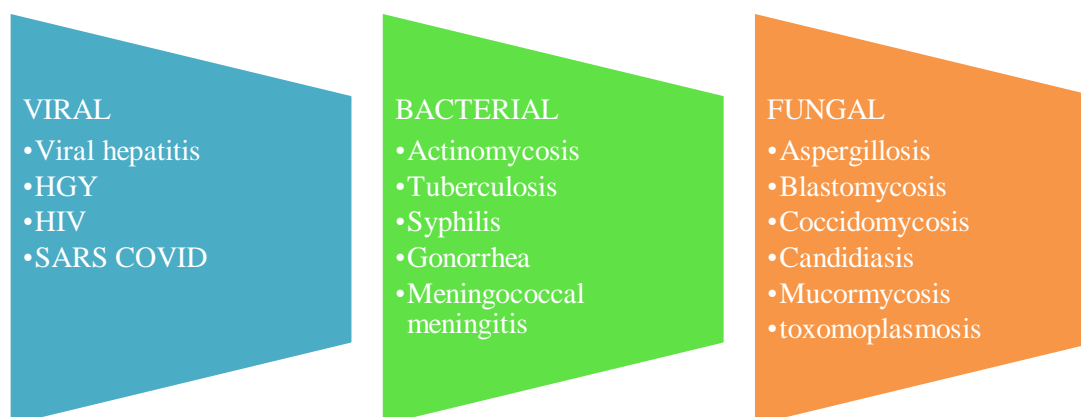 VIRAL
•Viral hepatitis
•HGY
•HIV
•SARS COVID
BACTERIAL
•Actinomycosis
•Tuberculosis
•Syphilis
•Gonorrhea
•Meningococcal
meningitis
FUNGAL
•Aspergillosis
•Blastomycosis
•Coccidomycosis
•Candidiasis
•Mucormycosis
•toxomoplasmosis